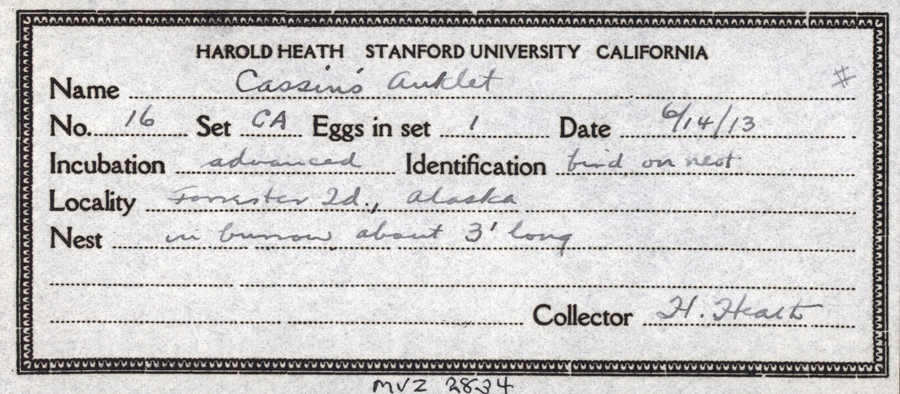 HAROLD HEATH STANFORD UNIVERSITY CALIFORNIA
Name Cassin's Auklet #
No. 16 Set CA Eggs in set 1 Date 6/14/13
Incubation advanced Identification bird on nest
Locality Forrester Id., Alaska
Nest in burrow about 3' long
Collector H. Heath
MVZ 2834